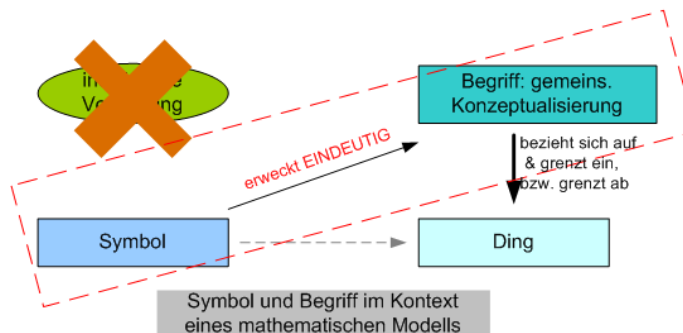 Begriff: gemeins.
Konzeptualisierung
erweckt EINDEUTIG
bezieht sich auf
& grenzt ein,
bzw. grenzt ab
Symbol
Ding
Symbol und Begriff im Kontext
eines mathematischen Modells